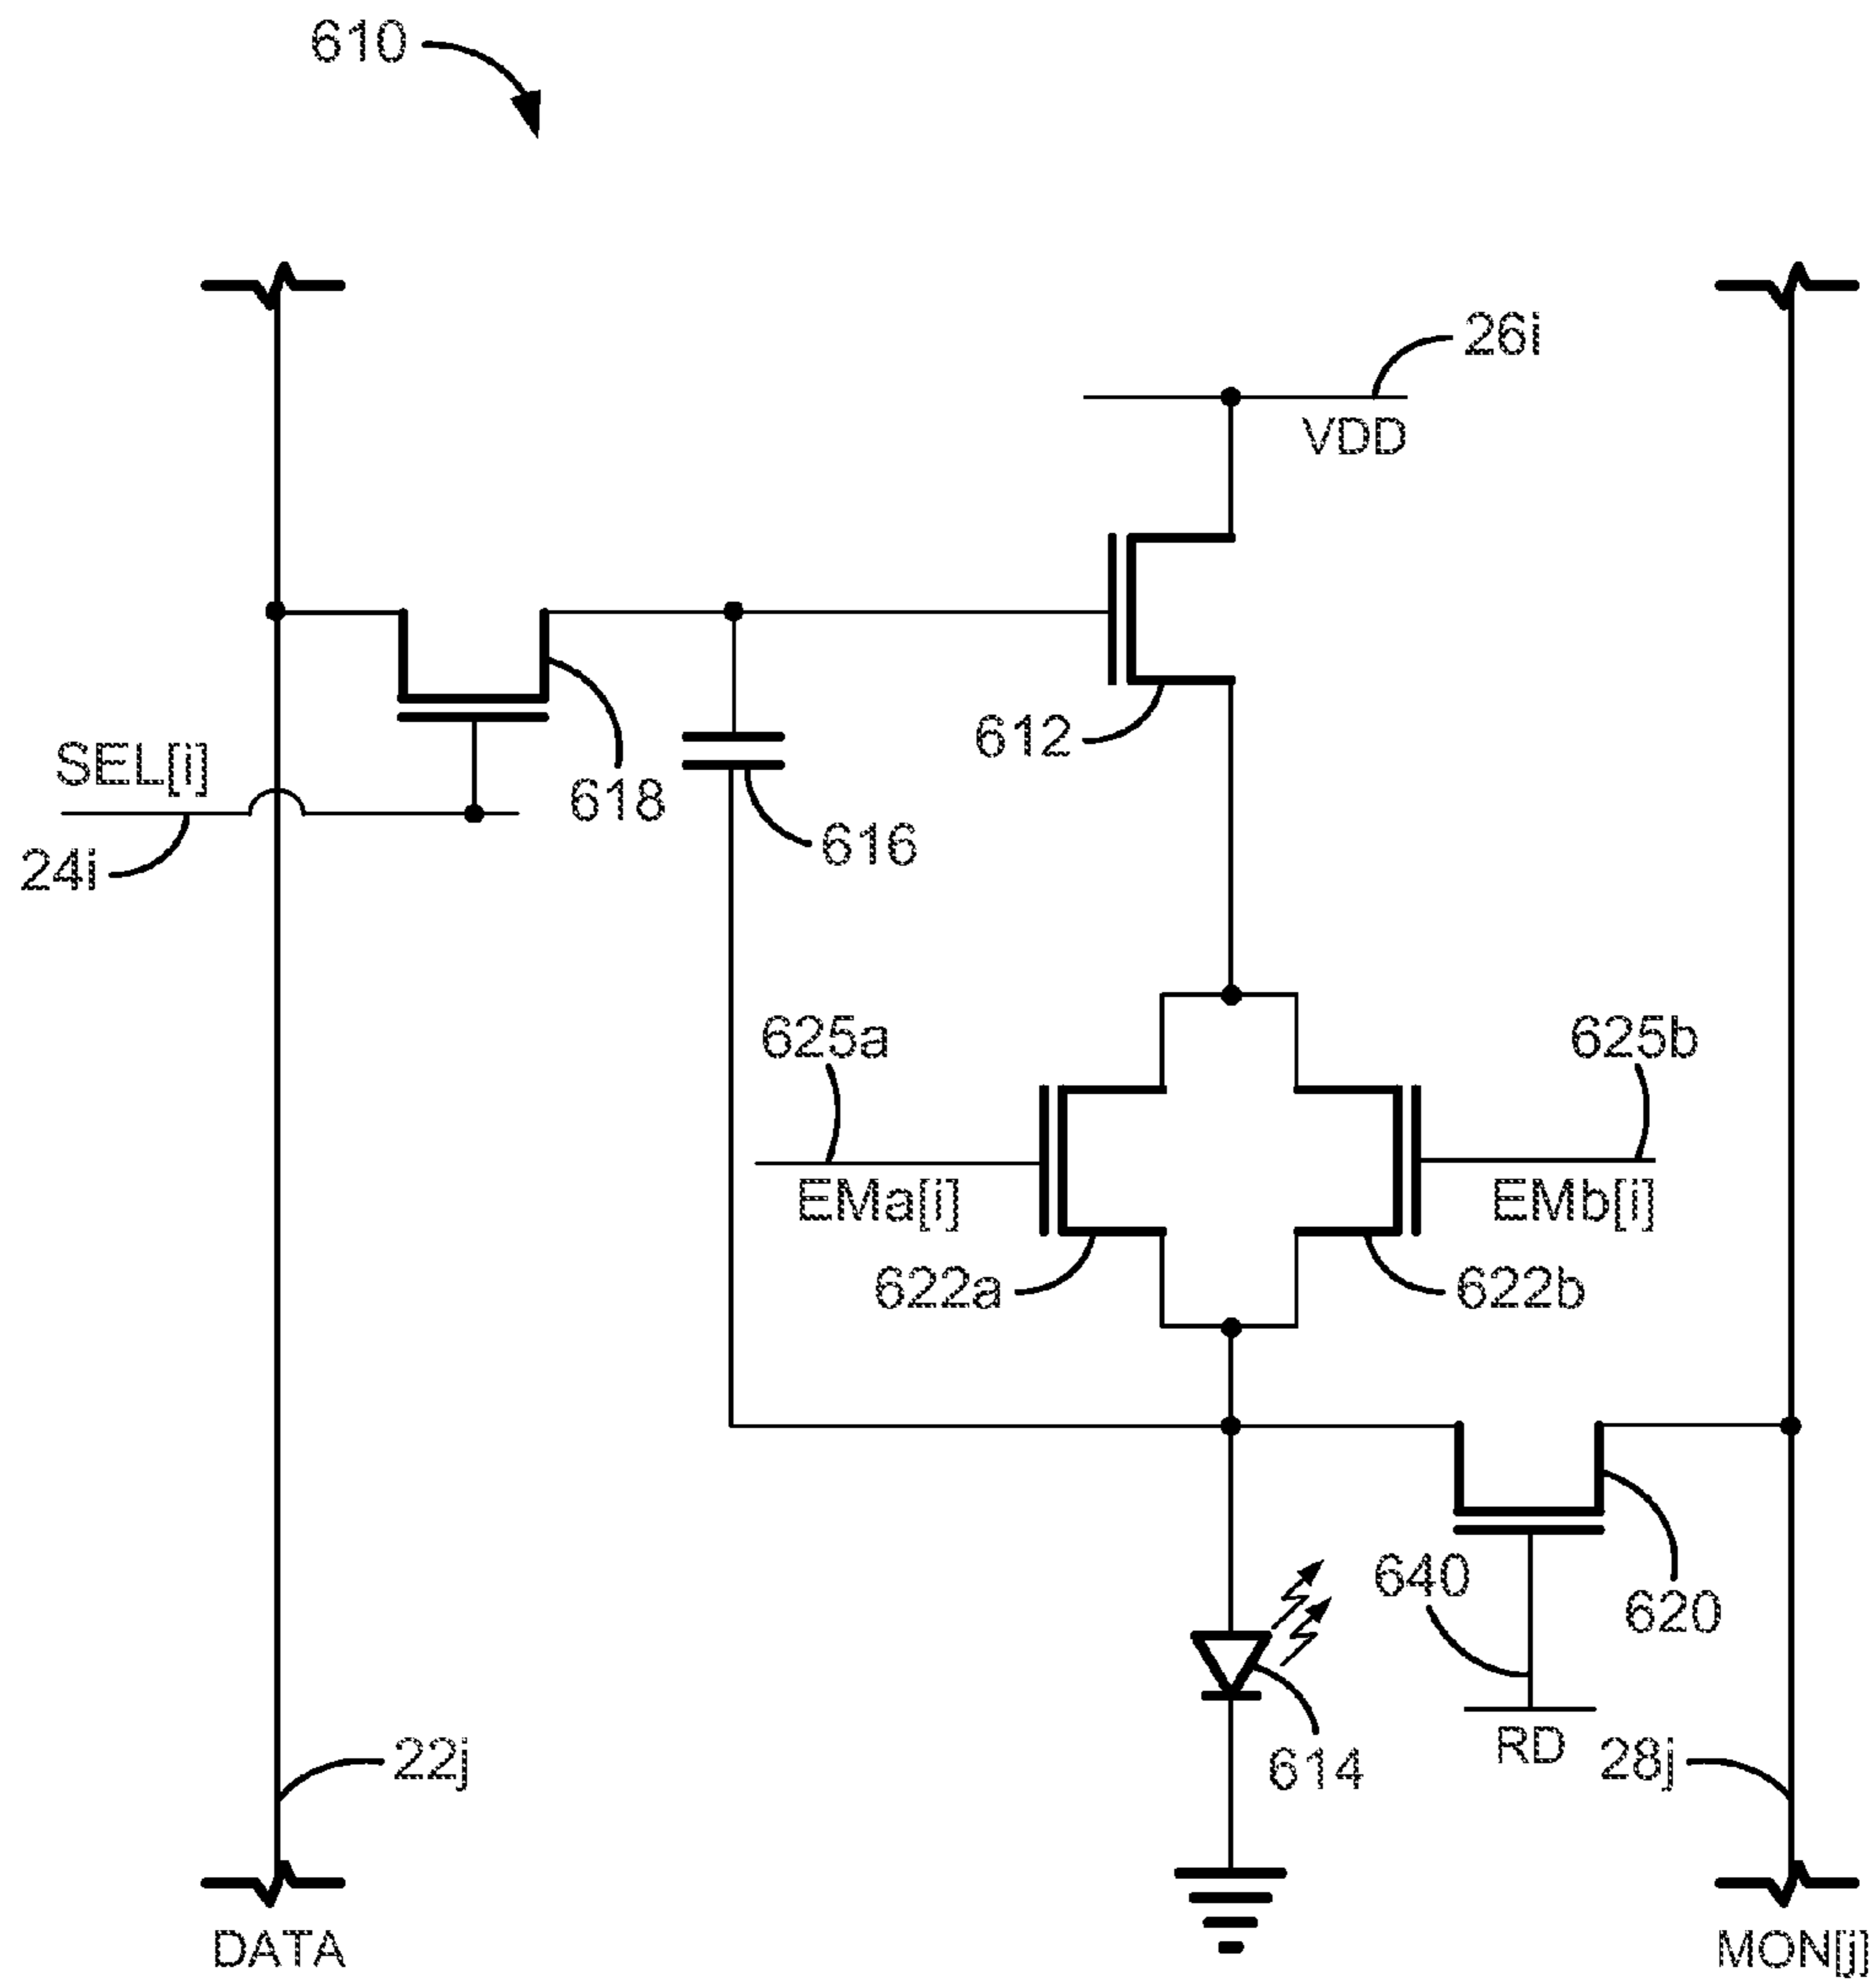 610
26i
VDD
612
SEL[i]
618
616
24i
625a
625b
EMa[i]
EMb[i]
622a
622b
640
620
RD
614
22j
28j
DATA
MON[j]